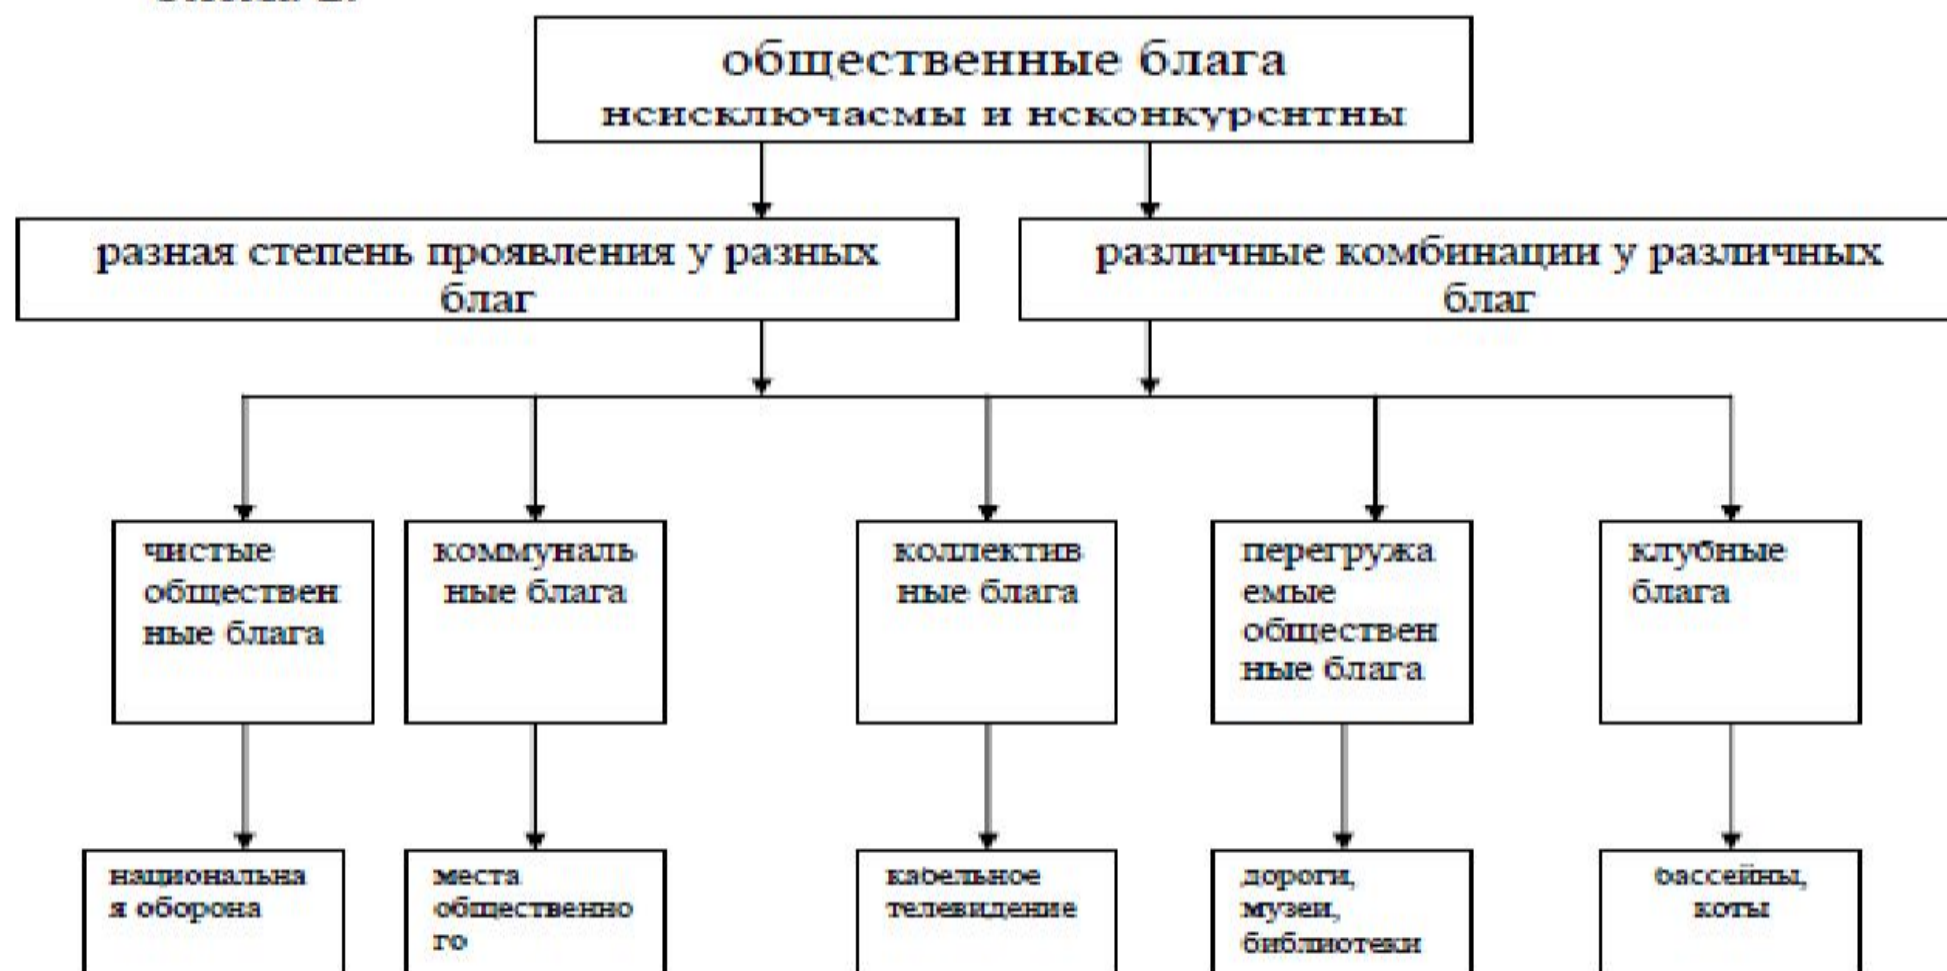 общественные блага
неисключаемы и неконкурентны
разная степень проявления у разных
благ
различные комбинации у различных
благ
чистые
обществен
ные блага
коммуналь
ные блага
коллектив
ные блага
перегружа
емые
обществен
ные блага
клубные
блага
национальна
я оборона
места
общественно
го
кабельное
телевидение
дороги,
музеи,
библиотеки
бассейны,
коты